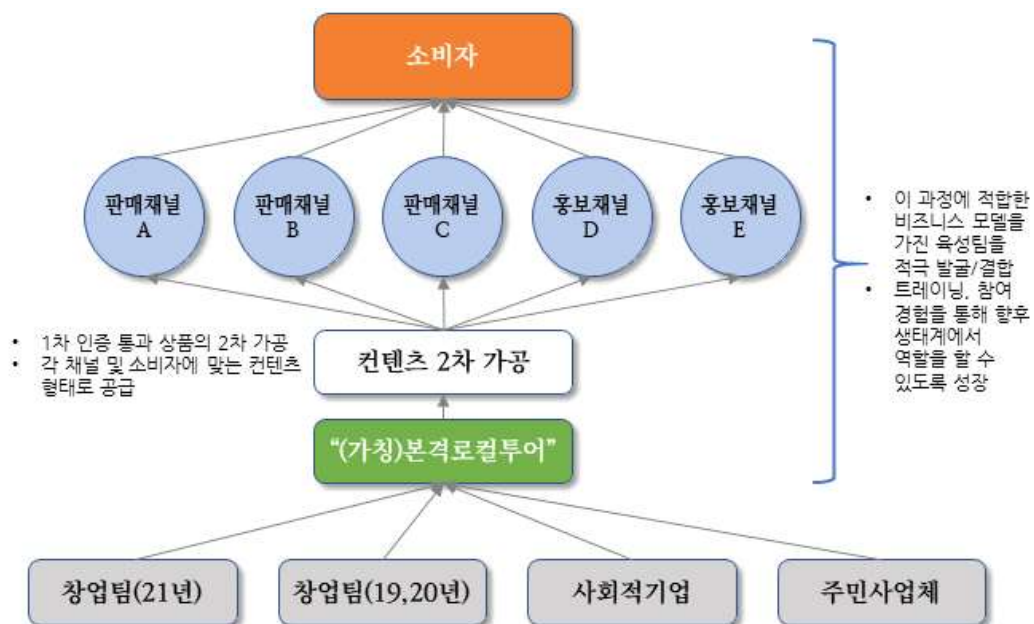 소비자
판매채널
A
판매채널
B
판매채널
C
홍보채널
D
홍보채널
E
• 이 과정에 적합한
비즈니스 모델을
가진 육성팀을
적극 발굴/결합
• 트레이닝, 참여
경험을 통해 향후
생태계에서
역할을 할 수
있도록 성장
• 1차 인증 통과 상품의 2차 가공
• 각 채널 및 소비자에 맞는 컨텐츠
형태로 공급
컨텐츠 2차 가공
“(가칭)본격로컬투어”
창업팀(21년)
창업팀(19,20년)
사회적기업
주민사업체